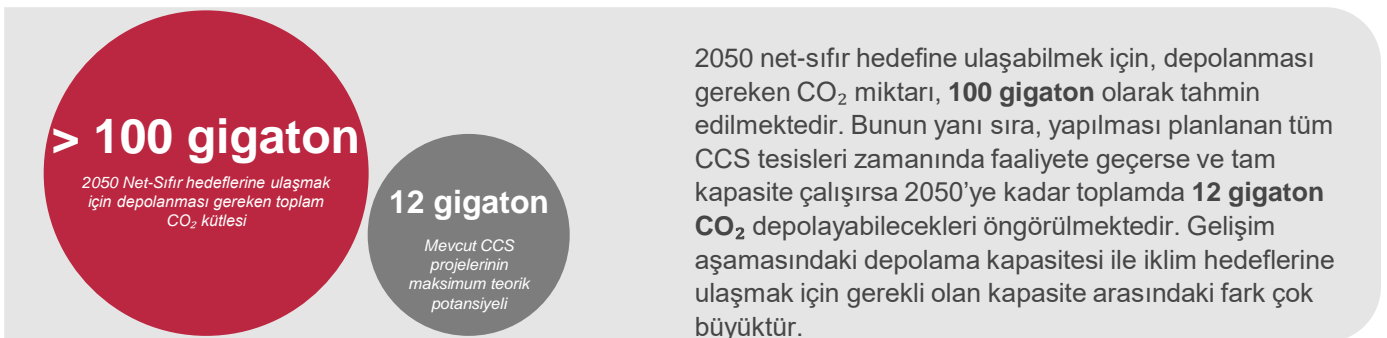 > 100 gigaton
2050 Net-Sıfır hedeflerine ulaşmak
için depolanması gereken toplam
CO₂ kütlesi
12 gigaton
Mevcut CCS
projelerinin
maksimum teorik
potansiyeli
2050 net-sıfır hedefine ulaşabilmek için, depolanması
gereken CO₂ miktarı, 100 gigaton olarak tahmin
edilmektedir. Bunun yanı sıra, yapılması planlanan tüm
CCS tesisleri zamanında faaliyete geçerse ve tam
kapasite çalışırsa 2050’ye kadar toplamda 12 gigaton
CO₂ depolayabilecekleri öngörülmektedir. Gelişim
aşamasındaki depolama kapasitesi ile iklim hedeflerine
ulaşmak için gerekli olan kapasite arasındaki fark çok
büyüktür.